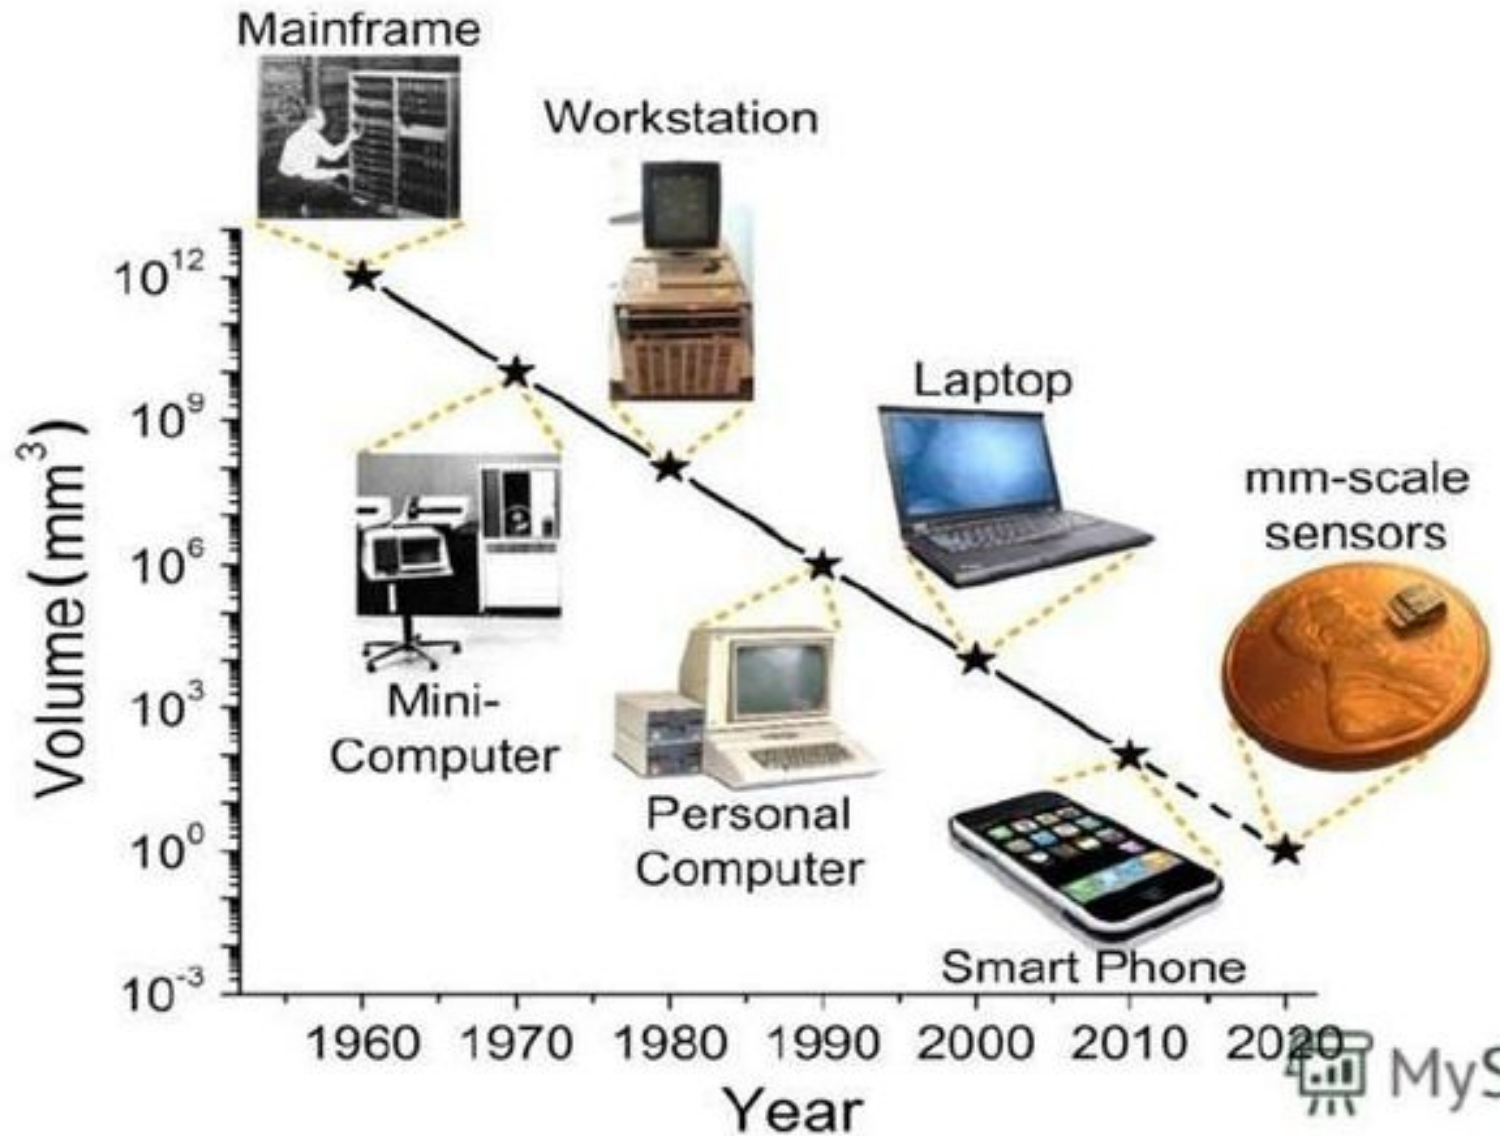 Mainframe
Workstation
Laptop
mm-scale
sensors
Mini-
Computer
Personal
Computer
Smart Phone
Volume (mm³)
10¹²
10⁹
10⁶
10³
10⁰
10⁻³
1960 1970 1980 1990 2000 2010 2020
Year
MyS